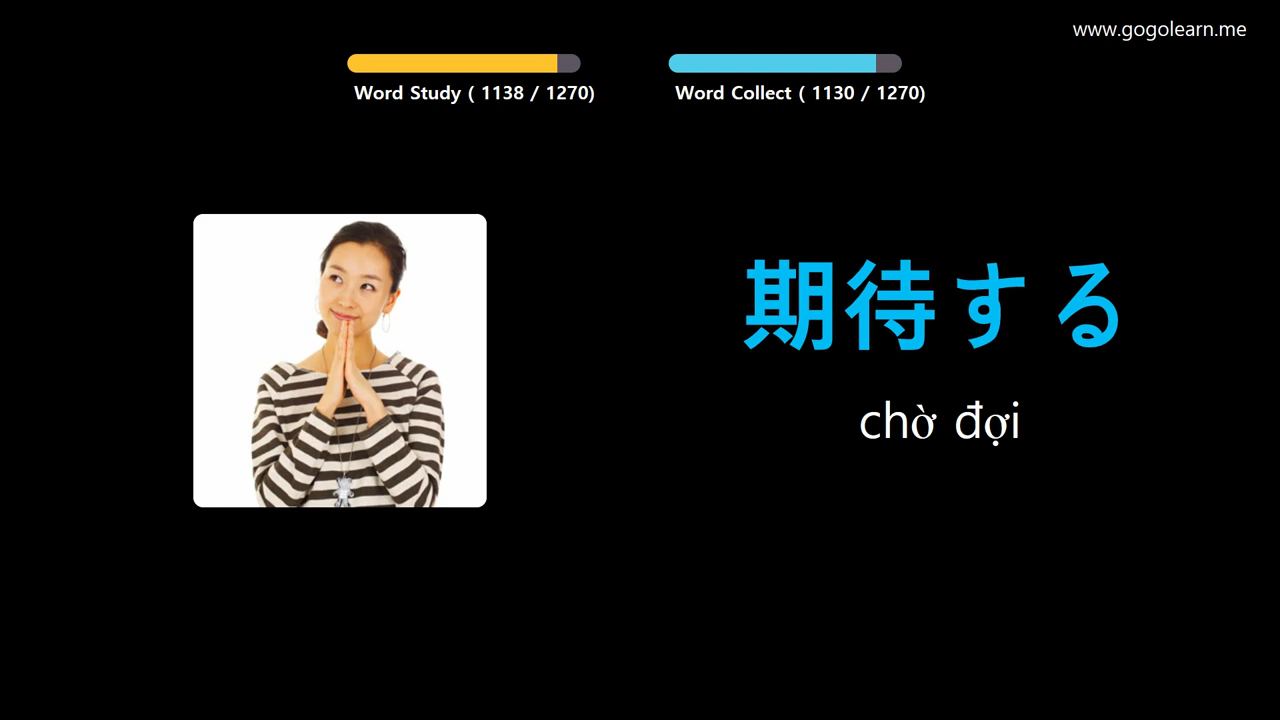 www.gogolearn.me
Word Study ( 1138 / 1270)
Word Collect ( 1130 / 1270)
期待する
chờ đợi